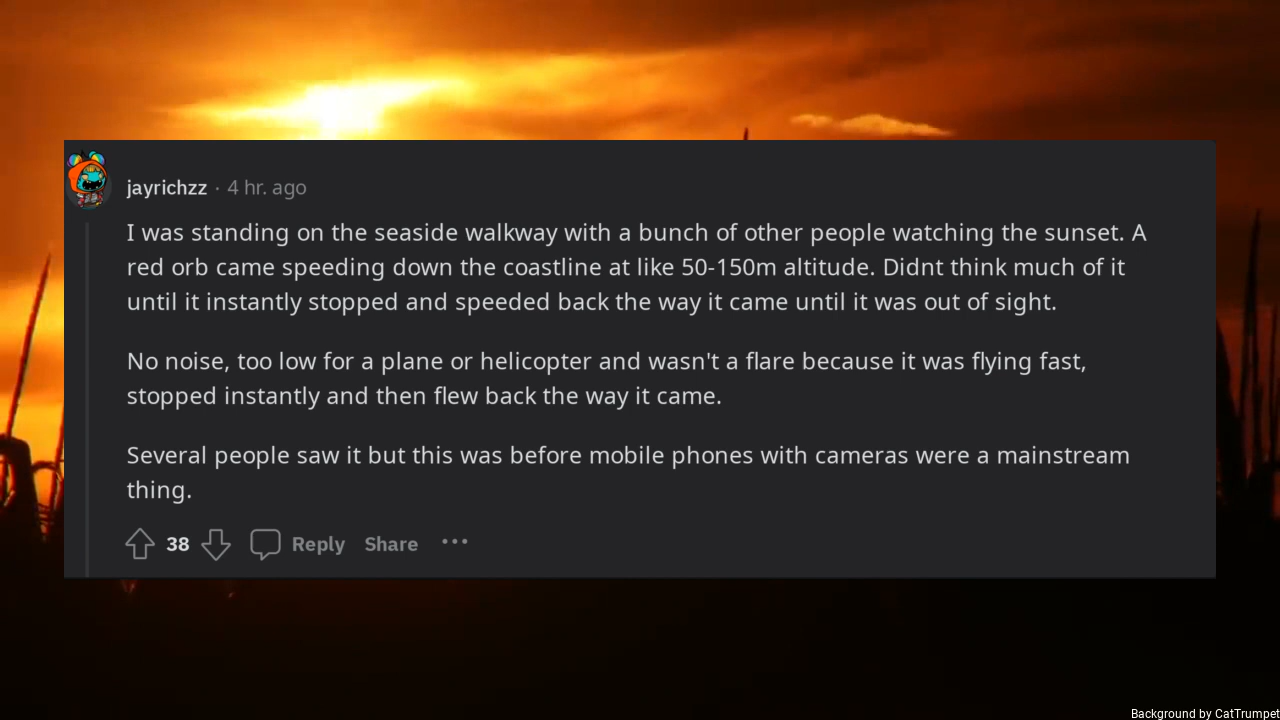 jayrichzz · 4 hr. ago
I was standing on the seaside walkway with a bunch of other people watching the sunset. A
red orb came speeding down the coastline at like 50-150m altitude. Didnt think much of it
until it instantly stopped and speeded back the way it came until it was out of sight.
No noise, too low for a plane or helicopter and wasn't a flare because it was flying fast,
stopped instantly and then flew back the way it came.
Several people saw it but this was before mobile phones with cameras were a mainstream
thing.
38 Reply Share ···
Background by CatTrumpet